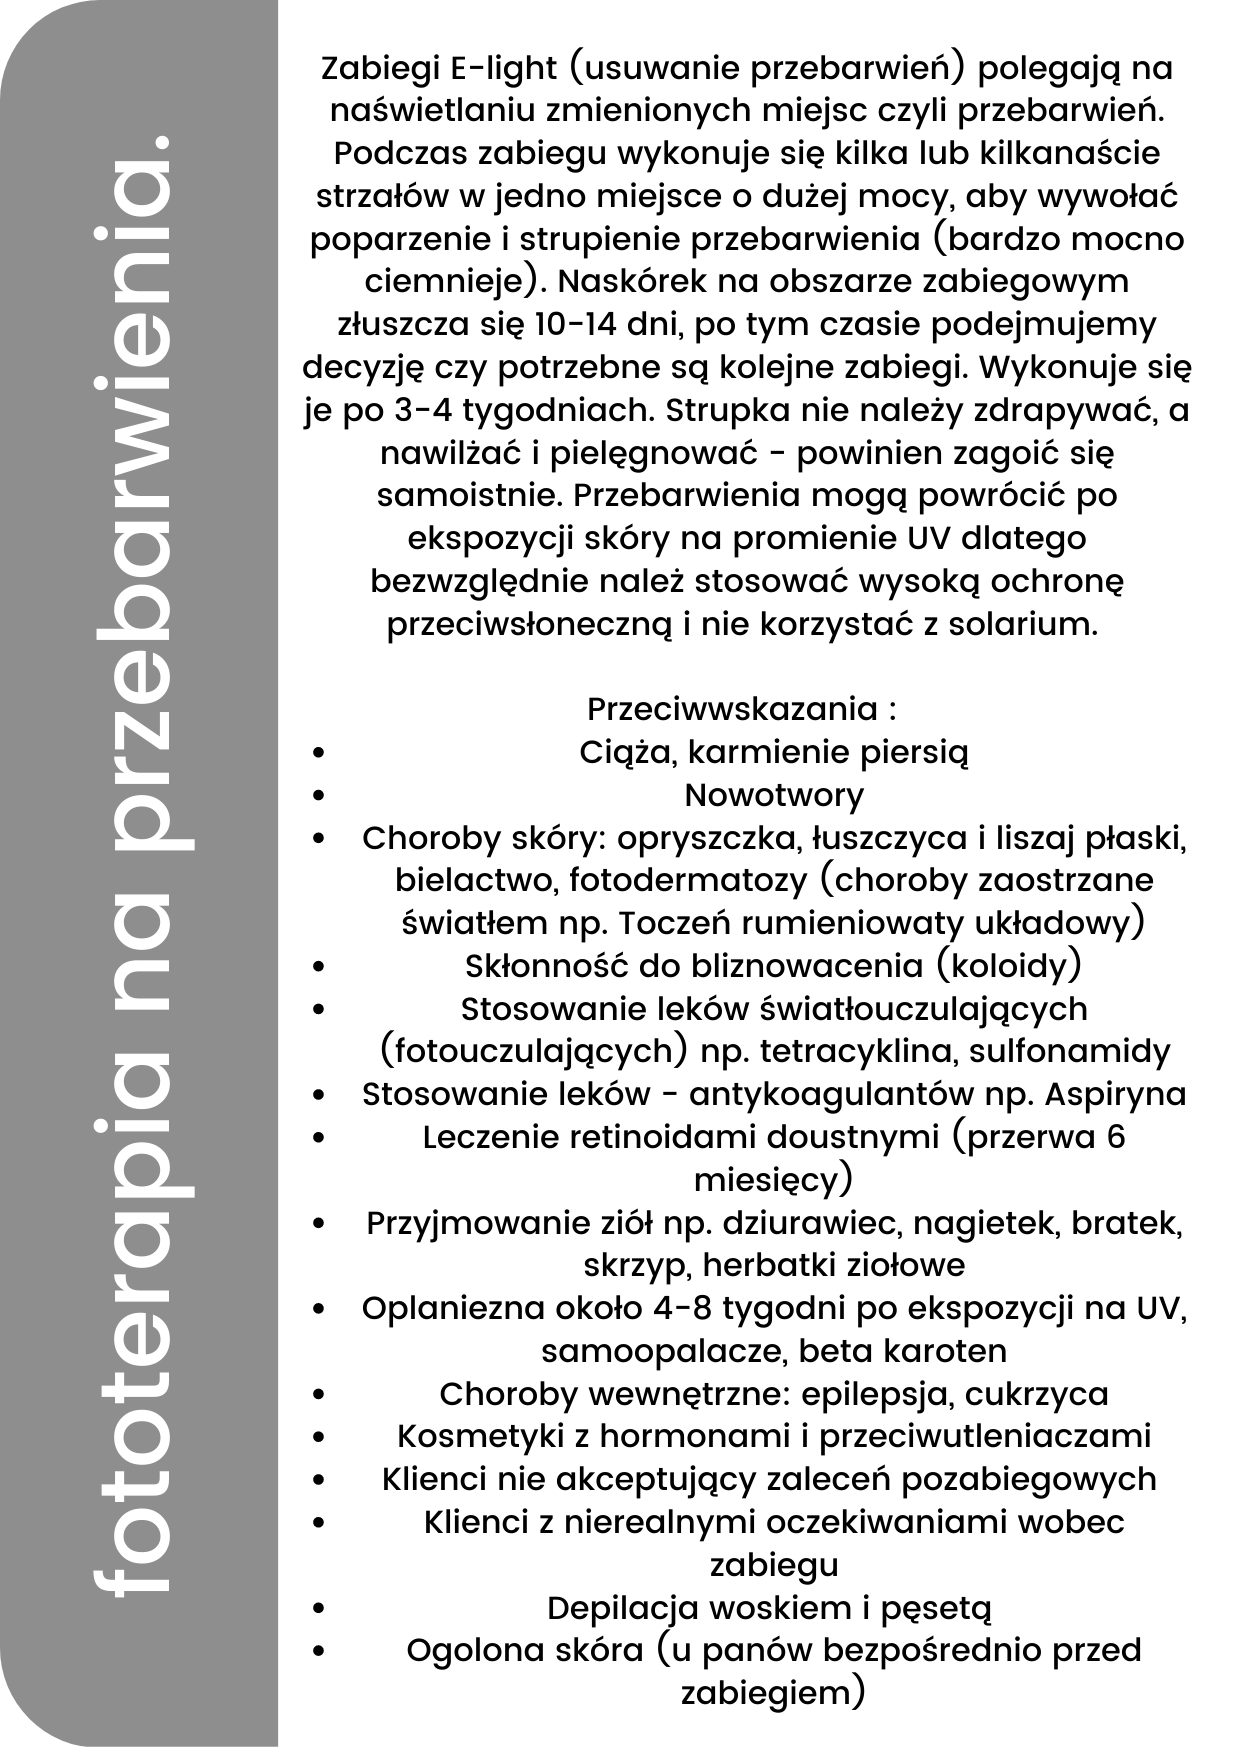 fototerapia na przebarwienia.
Zabiegi E-light (usuwanie przebarwień) polegają na
naświetlaniu zmienionych miejsc czyli przebarwień.
Podczas zabiegu wykonuje się kilka lub kilkanaście
strzałów w jedno miejsce o dużej mocy, aby wywołać
poparzenie i strupienie przebarwienia (bardzo mocno
ciemnieje). Naskórek na obszarze zabiegowym
złuszcza się 10-14 dni, po tym czasie podejmujemy
decyzję czy potrzebne są kolejne zabiegi. Wykonuje się
je po 3-4 tygodniach. Strupka nie należy zdrapywać, a
nawilżać i pielęgnować - powinien zagoić się
samoistnie. Przebarwienia mogą powrócić po
ekspozycji skóry na promienie UV dlatego
bezwzględnie należ stosować wysoką ochronę
przeciwsłoneczną i nie korzystać z solarium.
Przeciwwskazania :
• Ciąża, karmienie piersią
• Nowotwory
• Choroby skóry: opryszczka, łuszczyca i liszaj płaski,
bielactwo, fotodermatozy (choroby zaostrzane
światłem np. Toczeń rumieniowaty układowy)
• Skłonność do bliznowacenia (koloidy)
• Stosowanie leków światłouczulających
(fotouczulających) np. tetracyklina, sulfonamidy
• Stosowanie leków - antykoagulantów np. Aspiryna
• Leczenie retinoidami doustnymi (przerwa 6
miesięcy)
• Przyjmowanie ziół np. dziurawiec, nagietek, bratek,
skrzyp, herbatki ziołowe
• Oplaniezna około 4-8 tygodni po ekspozycji na UV,
samoopalacze, beta karoten
• Choroby wewnętrzne: epilepsja, cukrzyca
• Kosmetyki z hormonami i przeciwutleniaczami
• Klienci nie akceptujący zaleceń pozabiegowych
• Klienci z nierealnymi oczekiwaniami wobec
zabiegu
• Depilacja woskiem i pęsetą
• Ogolona skóra (u panów bezpośrednio przed
zabiegiem)